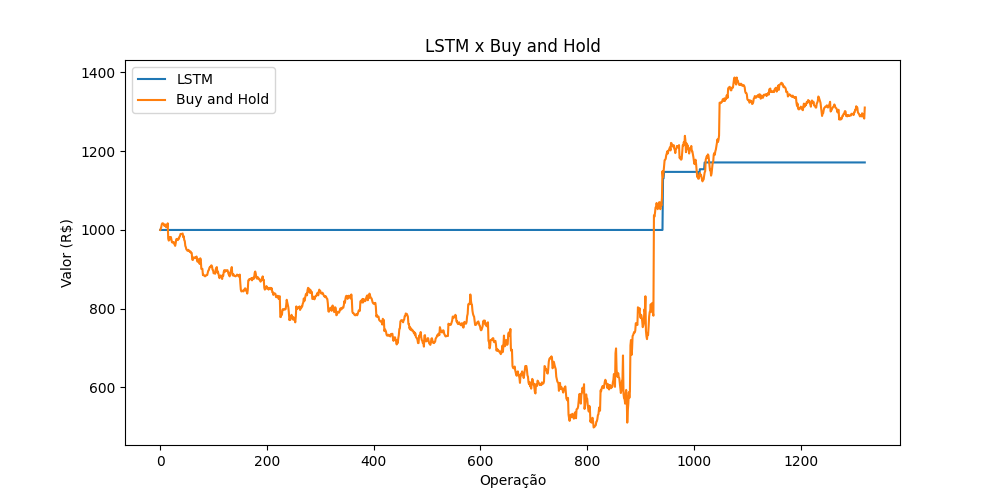 LSTM x Buy and Hold
LSTM
Buy and Hold
Valor (R$)
1400
1200
1000
800
600
0 200 400 600 800 1000 1200
Operação